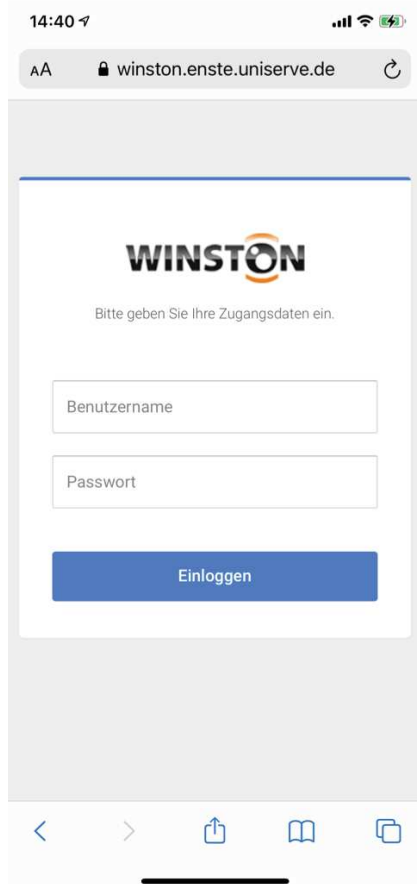 14:40
AA winston.enste.uniserve.de
WINSTON
Bitte geben Sie Ihre Zugangsdaten ein.
Benutzername
Passwort
Einloggen